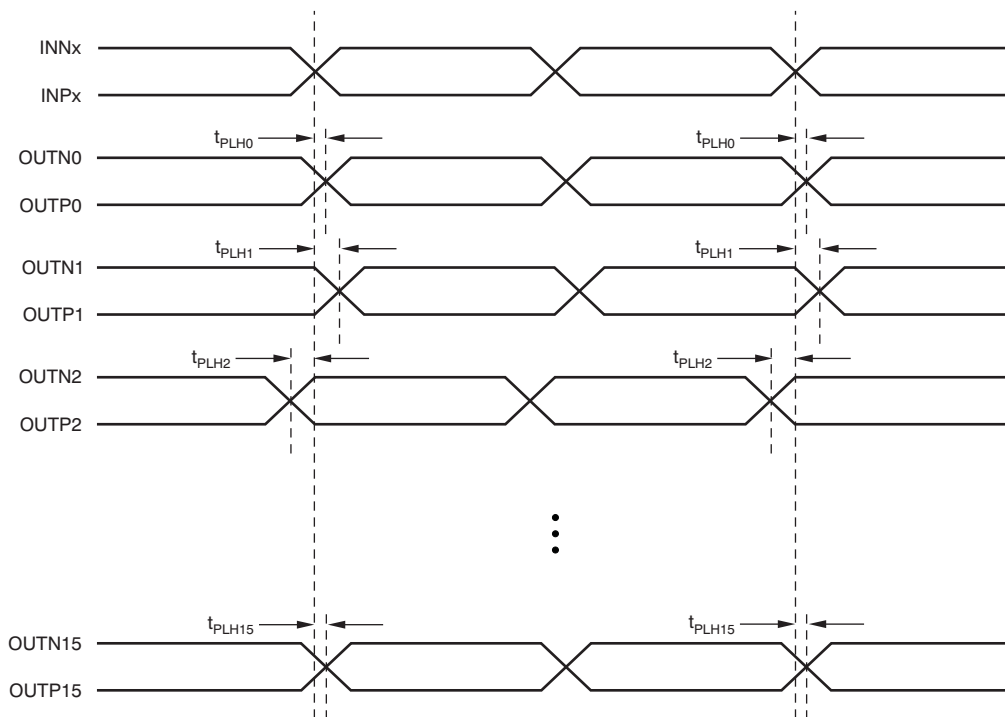 INNx
INPx
tPLH0 tPLH0
OUTN0
OUTP0
tPLH1 tPLH1
OUTN1
OUTP1
tPLH2 tPLH2
OUTN2
OUTP2
tPLH15 tPLH15
OUTN15
OUTP15